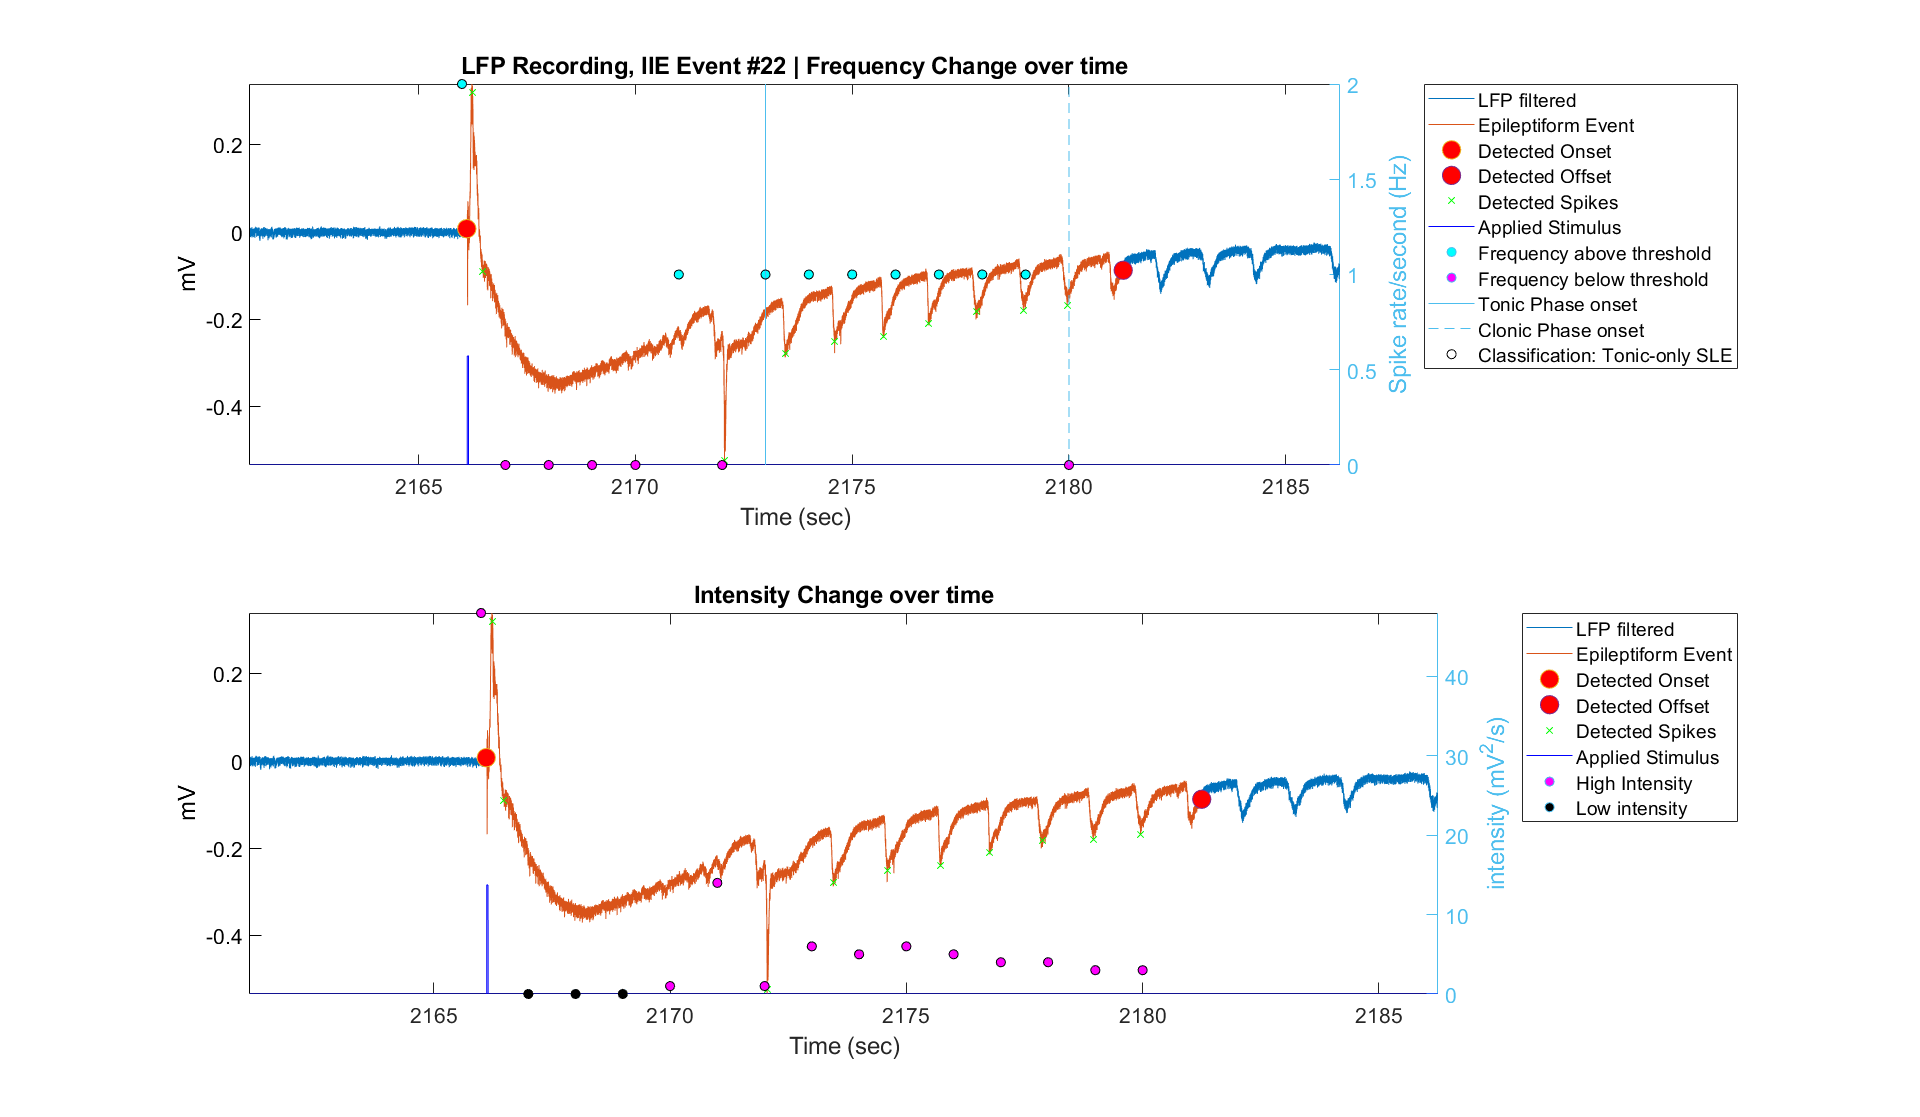 LFP Recording, IIE Event #22 | Frequency Change over time
0.2
0
-0.2
-0.4
mV
2165 2170 2175 2180 2185
Time (sec)
2
1.5
1
0.5
0
Spike rate/second (Hz)
LFP filtered
Epileptiform Event
Detected Onset
Detected Offset
Detected Spikes
Applied Stimulus
Frequency above threshold
Frequency below threshold
Tonic Phase onset
Clonic Phase onset
Classification: Tonic-only SLE
Intensity Change over time
0.2
0
-0.2
-0.4
mV
2165 2170 2175 2180 2185
Time (sec)
40
30
20
10
0
intensity (mV²/s)
LFP filtered
Epileptiform Event
Detected Onset
Detected Offset
Detected Spikes
Applied Stimulus
High Intensity
Low intensity